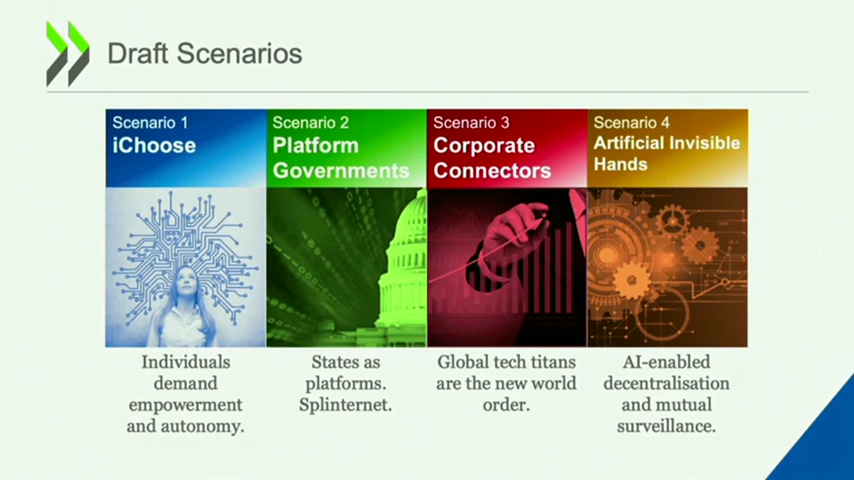 Draft Scenarios
Scenario 1
iChoose
Scenario 2
Platform
Governments
Scenario 3
Corporate
Connectors
Scenario 4
Artificial Invisible
Hands
Individuals
demand
empowerment
and autonomy.
States as
platforms.
Splinternet.
Global tech titans
are the new world
order.
AI-enabled
decentralisation
and mutual
surveillance.